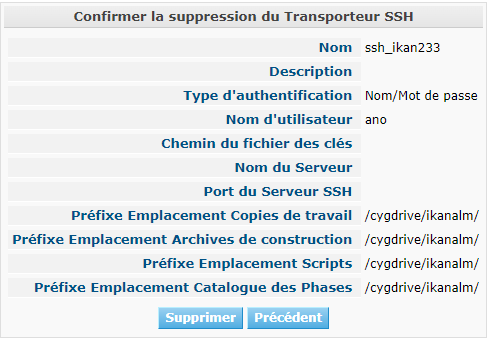 Confirmer la suppression du Transporteur SSH
Nom ssh_ikan233
Description
Type d'authentification Nom/Mot de passe
Nom d'utilisateur ano
Chemin du fichier des clés
Nom du Serveur
Port du Serveur SSH
Préfixe Emplacement Copies de travail /cygdrive/ikanalm/
Préfixe Emplacement Archives de construction /cygdrive/ikanalm/
Préfixe Emplacement Scripts /cygdrive/ikanalm/
Préfixe Emplacement Catalogue des Phases /cygdrive/ikanalm/
Supprimer Précédent